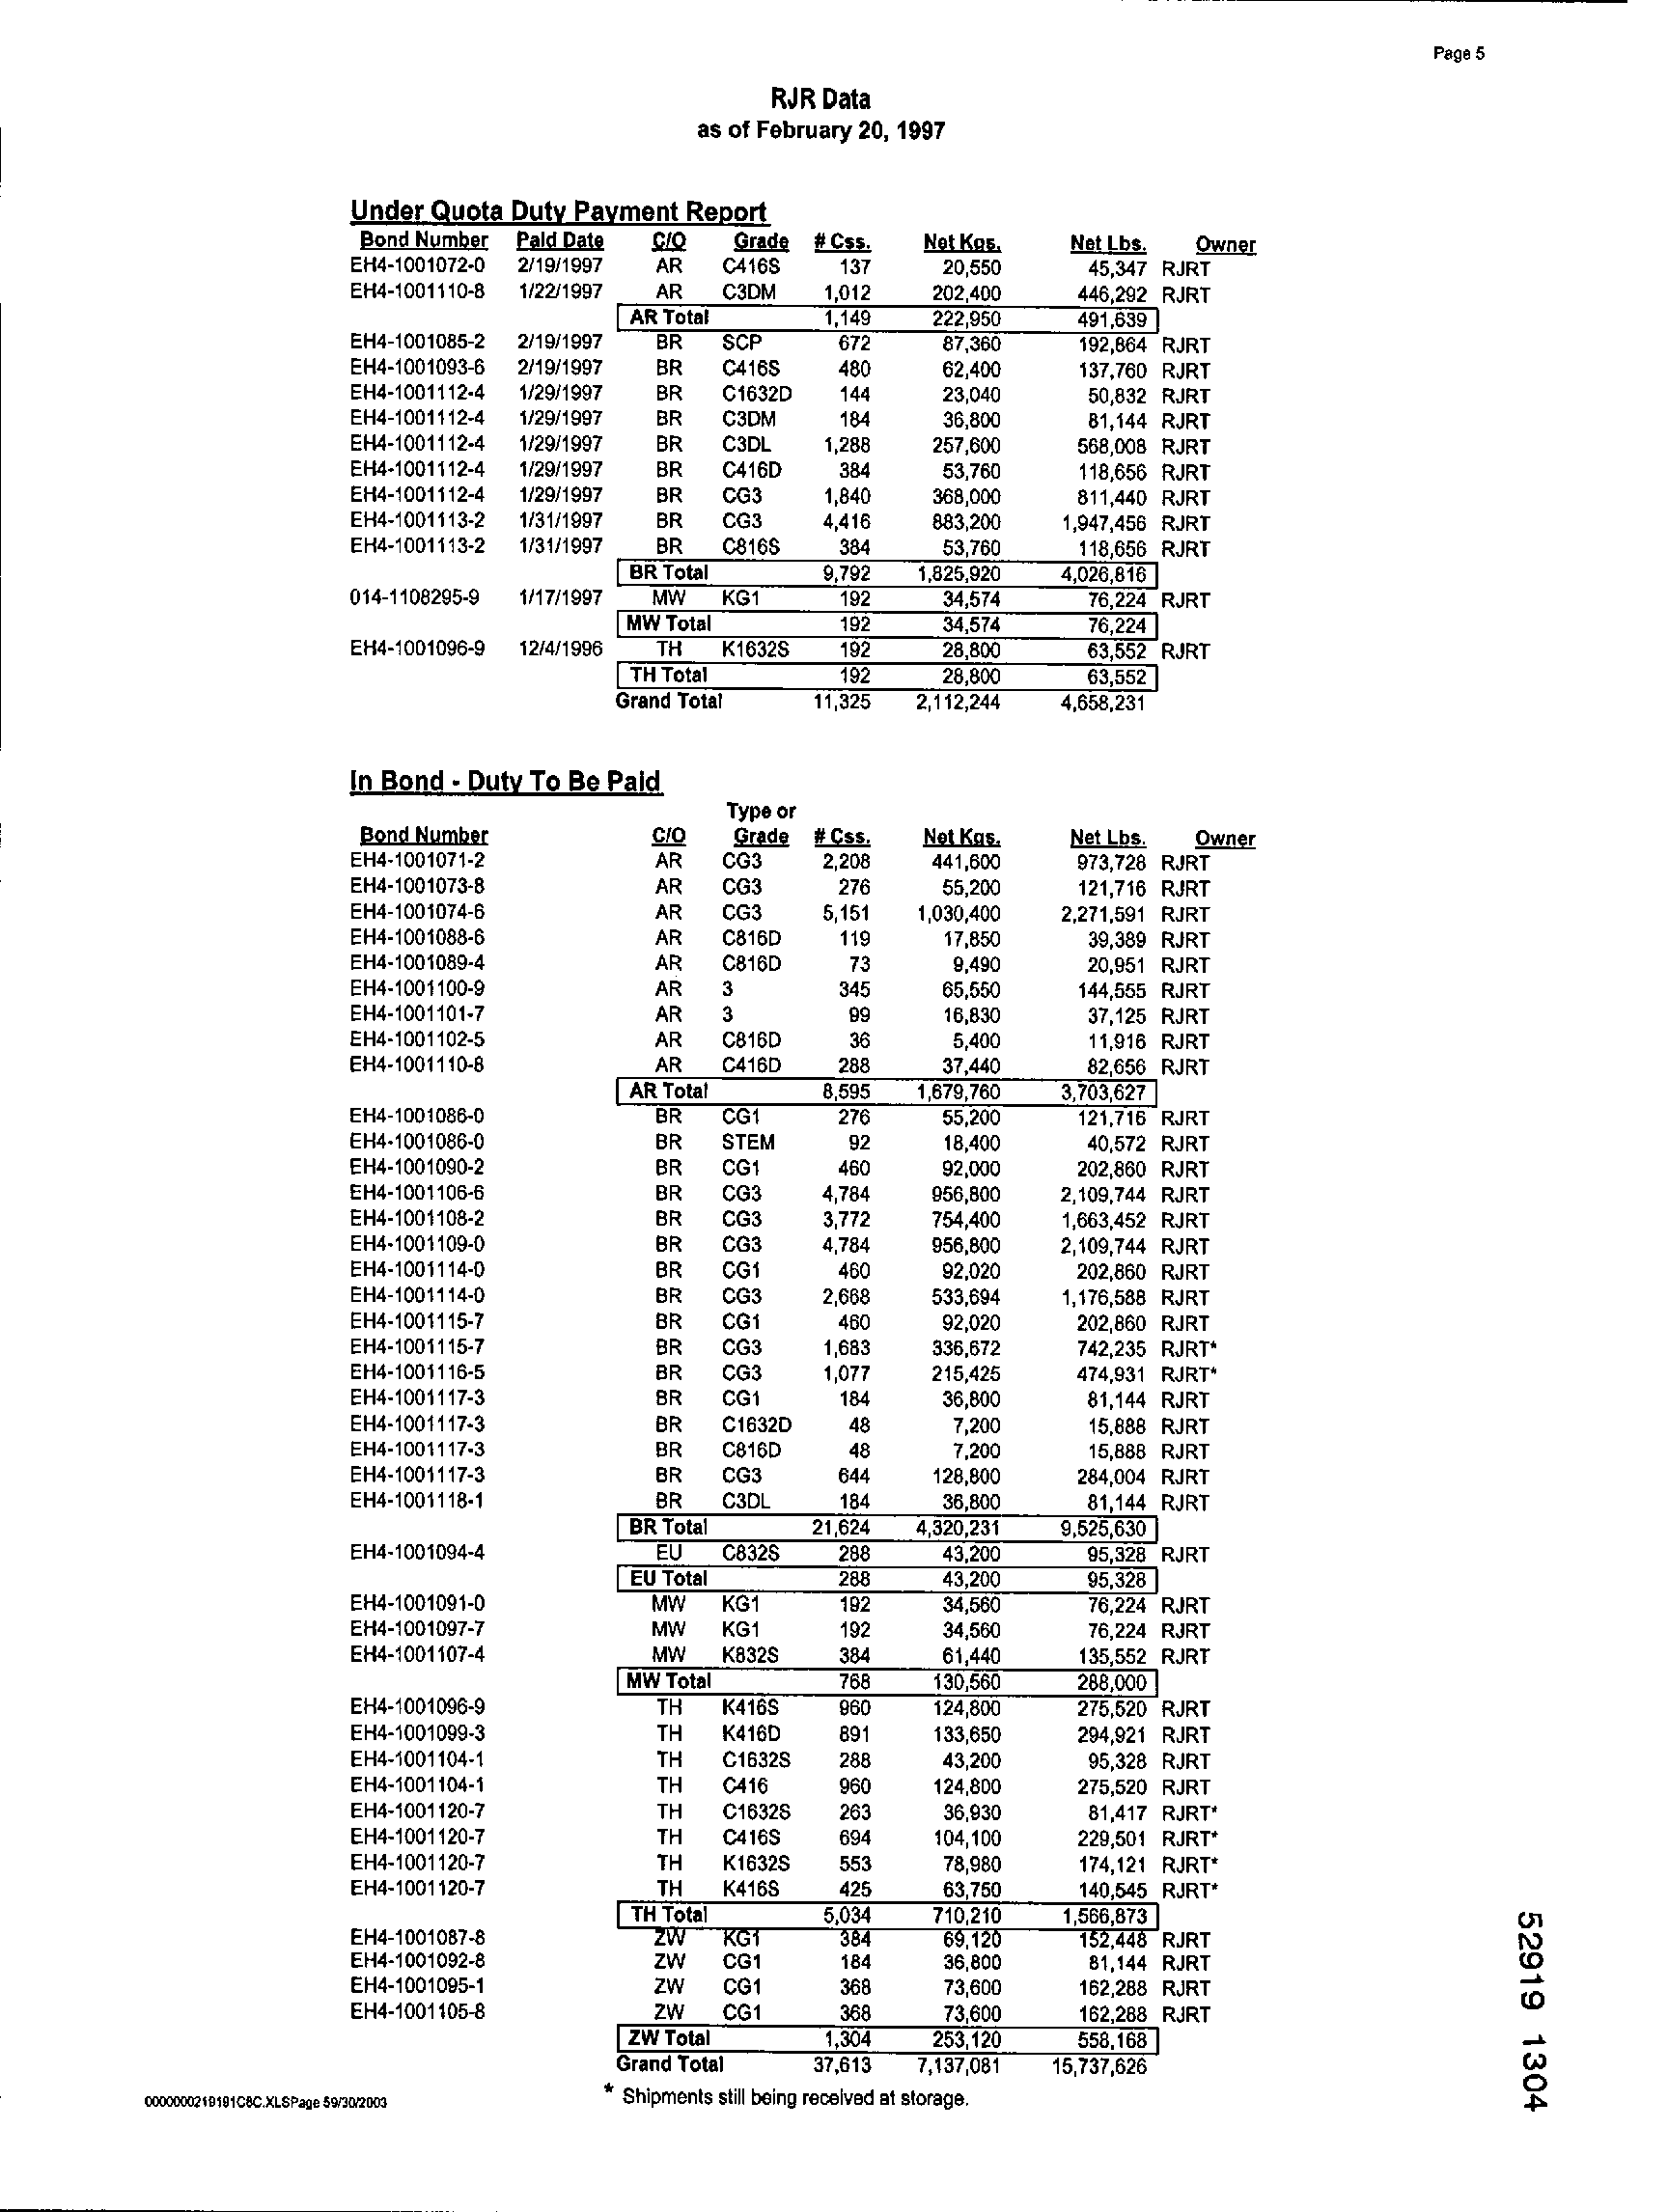 Page 5
RJR Data
as of February 20, 1997
Under Quota Duty Payment Report
Bond Number Paid Date C/O Grade # Css. Net Kgs. Net Lbs. Owner
EH4-1001072-0 2/19/1997 AR C416S 137 20,550 45,347 RJRT
EH4-1001110-8 1/22/1997 AR C3DM 1,012 202,400 446,292 RJRT
AR Total 1,149 222,950 491,639
EH4-1001085-2 2/19/1997 BR SCP 672 87,360 192,864 RJRT
EH4-1001093-6 2/19/1997 BR C416S 480 62,400 137,760 RJRT
EH4-1001112-4 1/29/1997 BR C1632D 144 23,040 50,832 RJRT
EH4-1001112-4 1/29/1997 BR C3DM 184 36,800 81,144 RJRT
EH4-1001112-4 1/29/1997 BR C3DL 1,288 257,600 568,008 RJRT
EH4-1001112-4 1/29/1997 BR C416D 384 53,760 118,656 RJRT
EH4-1001112-4 1/29/1997 BR CG3 1,840 368,000 811,440 RJRT
EH4-1001113-2 1/31/1997 BR CG3 4,416 883,200 1,947,456 RJRT
EH4-1001113-2 1/31/1997 BR C816S 384 53,760 118,656 RJRT
BR Total 9,792 1,825,920 4,026,816
014-1108295-9 1/17/1997 MW KG1 192 34,574 76,224 RJRT
MW Total 192 34,574 76,224
EH4-1001096-9 12/4/1996 TH K1632S 192 28,800 63,552 RJRT
TH Total 192 28,800 63,552
Grand Total 11,325 2,112,244 4,658,231
In Bond - Duty To Be Paid
Type or
Bond Number C/O Grade # Css. Net Kgs. Net Lbs. Owner
EH4-1001071-2 AR CG3 2,208 441,600 973,728 RJRT
EH4-1001073-8 AR CG3 276 55,200 121,716 RJRT
EH4-1001074-6 AR CG3 5,151 1,030,400 2,271,591 RJRT
EH4-1001088-6 AR C816D 119 17,850 39,389 RJRT
EH4-1001089-4 AR C816D 73 9,490 20,951 RJRT
EH4-1001100-9 AR 3 345 65,550 144,555 RJRT
EH4-1001101-7 AR 3 99 16,830 37,125 RJRT
EH4-1001102-5 AR C816D 36 5,400 11,916 RJRT
EH4-1001110-8 AR C416D 288 37,440 82,656 RJRT
AR Total 8,595 1,679,760 3,703,627
EH4-1001086-0 BR CG1 276 55,200 121,716 RJRT
EH4-1001086-0 BR STEM 92 18,400 40,572 RJRT
EH4-1001090-2 BR CG1 460 92,000 202,860 RJRT
EH4-1001106-6 BR CG3 4,784 956,800 2,109,744 RJRT
EH4-1001108-2 BR CG3 3,772 754,400 1,663,452 RJRT
EH4-1001109-0 BR CG3 4,784 956,800 2,109,744 RJRT
EH4-1001114-0 BR CG1 460 92,020 202,860 RJRT
EH4-1001114-0 BR CG3 2,668 533,694 1,176,588 RJRT
EH4-1001115-7 BR CG1 460 92,020 202,860 RJRT
EH4-1001115-7 BR CG3 1,683 336,672 742,235 RJRT*
EH4-1001116-5 BR CG3 1,077 215,425 474,931 RJRT*
EH4-1001117-3 BR CG1 184 36,800 81,144 RJRT
EH4-1001117-3 BR C1632D 48 7,200 15,888 RJRT
EH4-1001117-3 BR C816D 48 7,200 15,888 RJRT
EH4-1001117-3 BR CG3 644 128,800 284,004 RJRT
EH4-1001118-1 BR C3DL 184 36,800 81,144 RJRT
BR Total 21,624 4,320,231 9,525,630
EH4-1001094-4 EU C832S 288 43,200 95,328 RJRT
EU Total 288 43,200 95,328
EH4-1001091-0 MW KG1 192 34,560 76,224 RJRT
EH4-1001097-7 MW KG1 192 34,560 76,224 RJRT
EH4-1001107-4 MW K832S 384 61,440 135,552 RJRT
MW Total 768 130,560 288,000
EH4-1001096-9 TH K416S 960 124,800 275,520 RJRT
EH4-1001099-3 TH K416D 891 133,650 294,921 RJRT
EH4-1001104-1 TH C1632S 288 43,200 95,328 RJRT
EH4-1001104-1 TH C416 960 124,800 275,520 RJRT
EH4-1001120-7 TH C1632S 263 36,930 81,417 RJRT*
EH4-1001120-7 TH C416S 694 104,100 229,501 RJRT*
EH4-1001120-7 TH K1632S 553 78,980 174,121 RJRT*
EH4-1001120-7 TH K416S 425 63,750 140,545 RJRT*
TH Total 5,034 710,210 1,566,873
EH4-1001087-8 ZW KG1 384 69,120 152,448 RJRT
EH4-1001092-8 ZW CG1 184 36,800 81,144 RJRT
EH4-1001095-1 ZW CG1 368 73,600 162,288 RJRT
EH4-1001105-8 ZW CG1 368 73,600 162,288 RJRT
ZW Total 1,304 253,120 558,168
Grand Total 37,613 7,137,081 15,737,626
* Shipments still being received at storage.
0000000219191C8C.XLSPage 59/30/2003
52919 1304